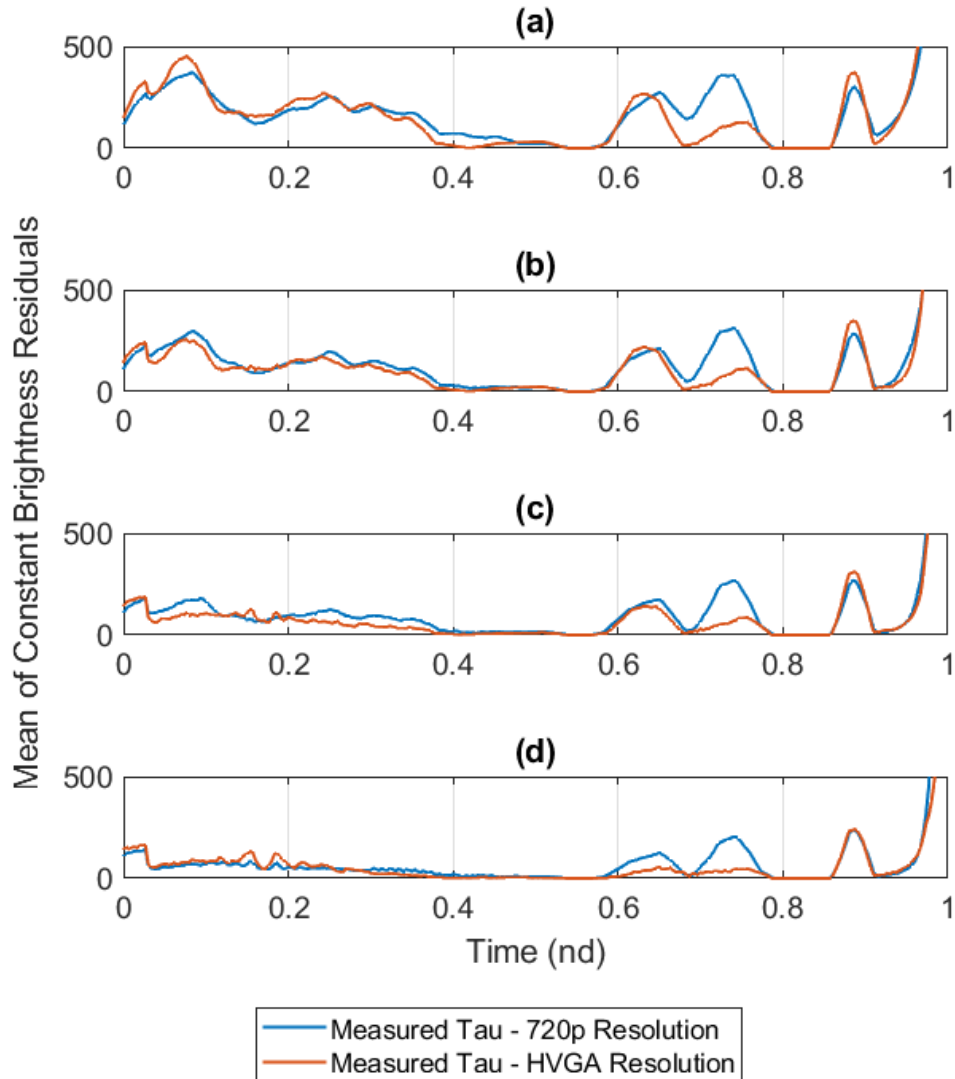 (a)
500
0
0 0.2 0.4 0.6 0.8 1
(b)
500
0
0 0.2 0.4 0.6 0.8 1
(c)
500
0
0 0.2 0.4 0.6 0.8 1
(d)
500
0
0 0.2 0.4 0.6 0.8 1
Mean of Constant Brightness Residuals
Time (nd)
Measured Tau - 720p Resolution
Measured Tau - HVGA Resolution